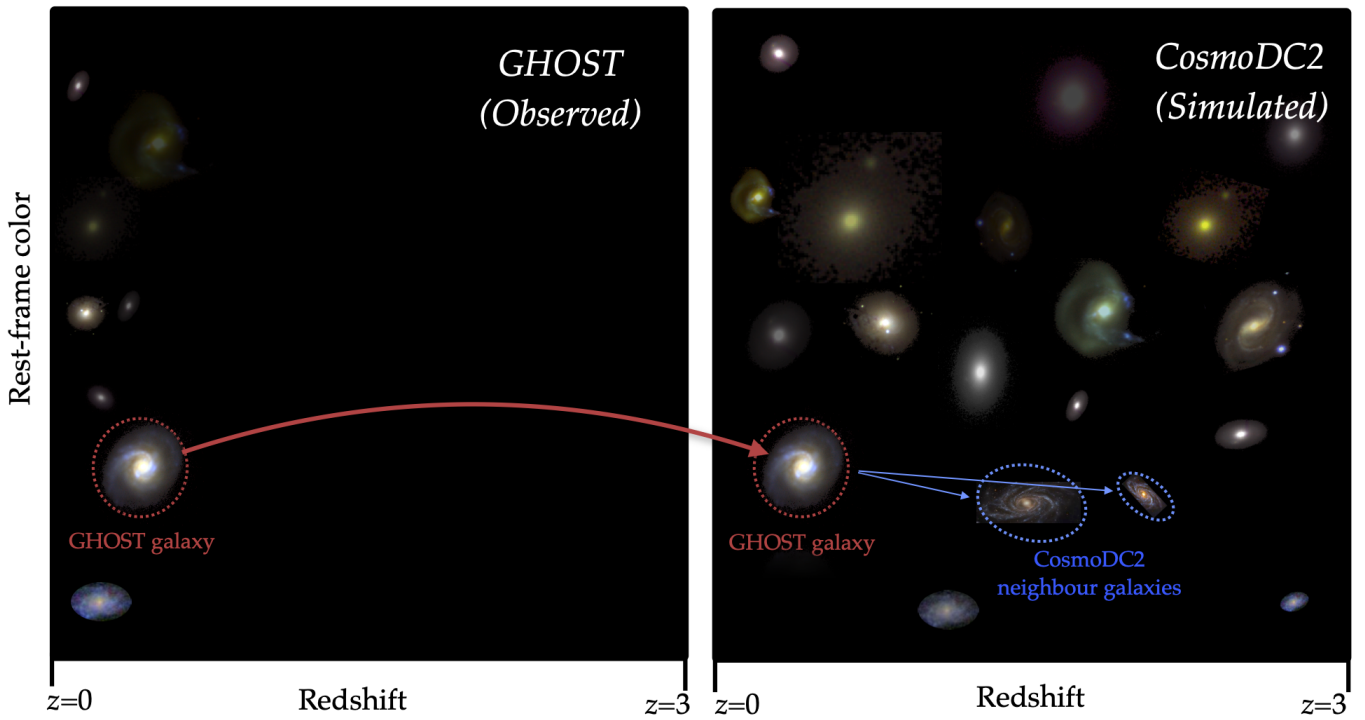 GHOST
(Observed)
CosmoDC2
(Simulated)
Rest-frame color
GHOST galaxy
GHOST galaxy
CosmoDC2
neighbour galaxies
z=0
Redshift
z=3
z=0
Redshift
z=3